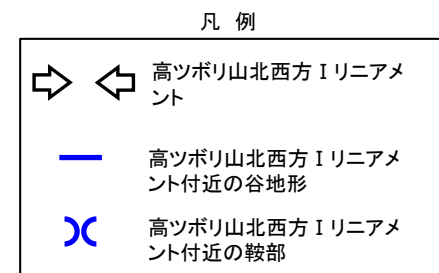 凡 例
高ツボリ山北西方Ⅰリニアメ
ント
高ツボリ山北西方Ⅰリニアメ
ント付近の谷地形
高ツボリ山北西方Ⅰリニアメ
ント付近の鞍部